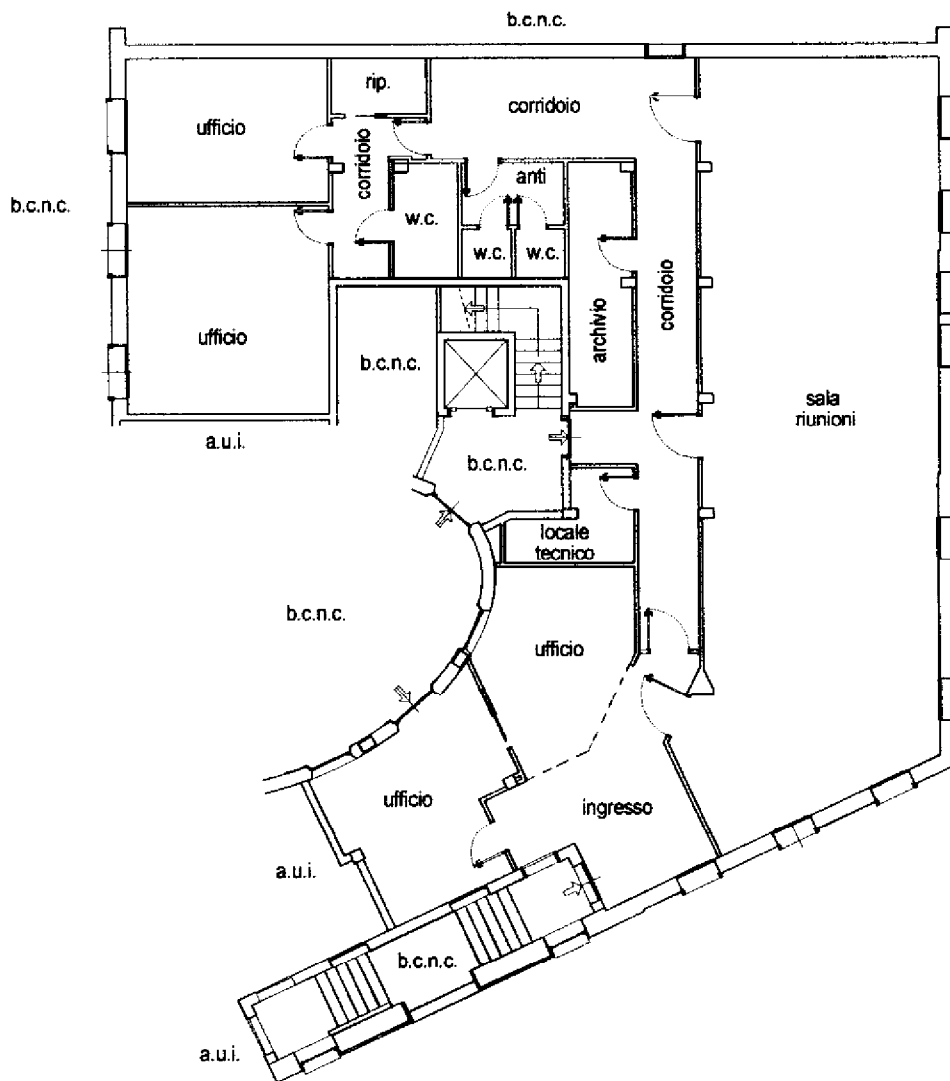 b.c.n.c.
rip.
corridoio
ufficio
corridoio
anti
b.c.n.c.
w.c.
w.c.
w.c.
corridoio
ufficio
archivio
b.c.n.c.
sala
riunioni
a.u.i.
b.c.n.c.
locale
tecnico
b.c.n.c.
ufficio
ufficio
ingresso
a.u.i.
b.c.n.c.
a.u.i.